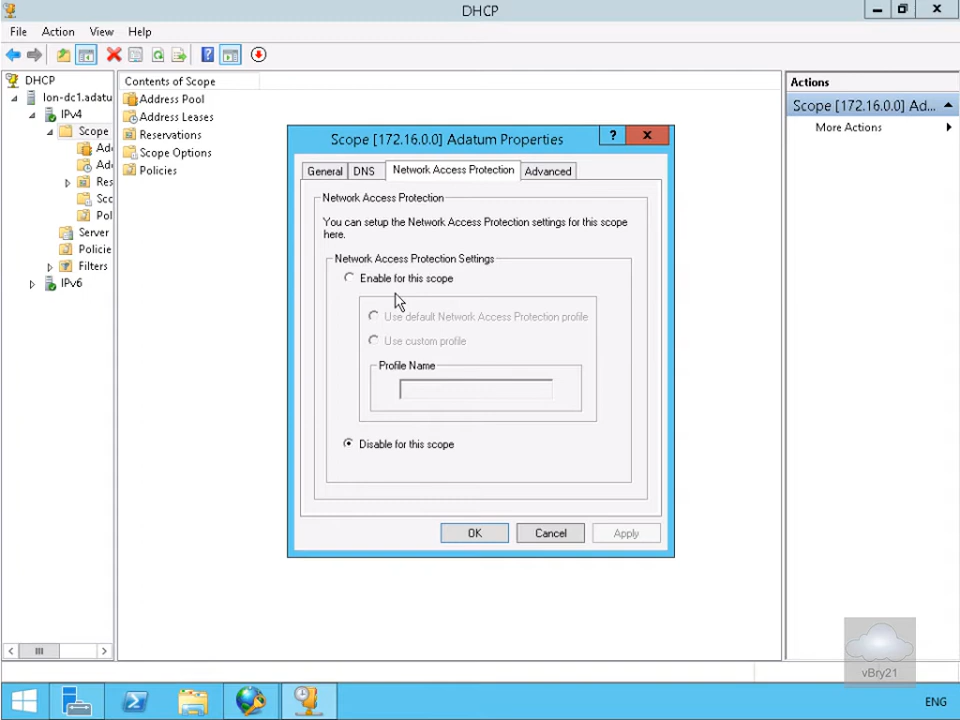 DHCP
File Action View Help
DHCP
lon-dc1.adatu
IPv4
Scope
Ad
Ad
Res
Sc
Pol
Server
Policie
Filters
IPv6
Contents of Scope
Address Pool
Address Leases
Reservations
Scope Options
Policies
Actions
Scope [172.16.0.0] Ad...
More Actions
Scope [172.16.0.0] Adatum Properties
General DNS Network Access Protection Advanced
Network Access Protection
You can setup the Network Access Protection settings for this scope
here.
Network Access Protection Settings
Enable for this scope
Use default Network Access Protection profile
Use custom profile
Profile Name
Disable for this scope
OK Cancel Apply
vBry21
ENG